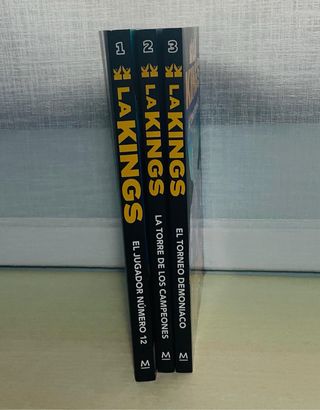 1
LA KINGS
EL JUGADOR NÚMERO 12
M
2
LA KINGS
LA TORRE DE LOS CAMPEONES
M
3
LA KINGS
EL TORNEO DEMONIACO
M